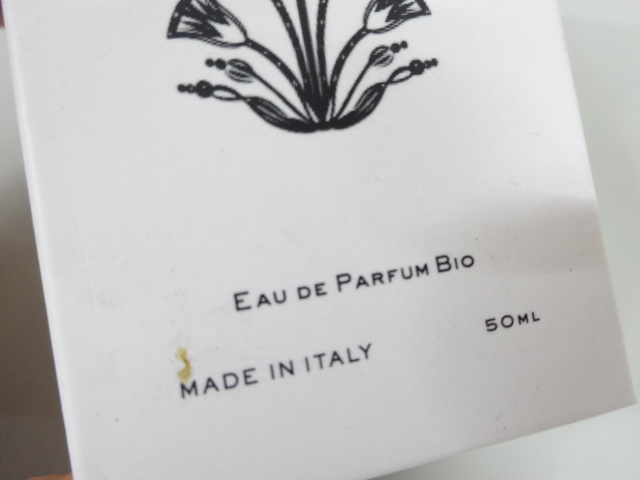 EAU DE PARFUM BIO
50ML
MADE IN ITALY